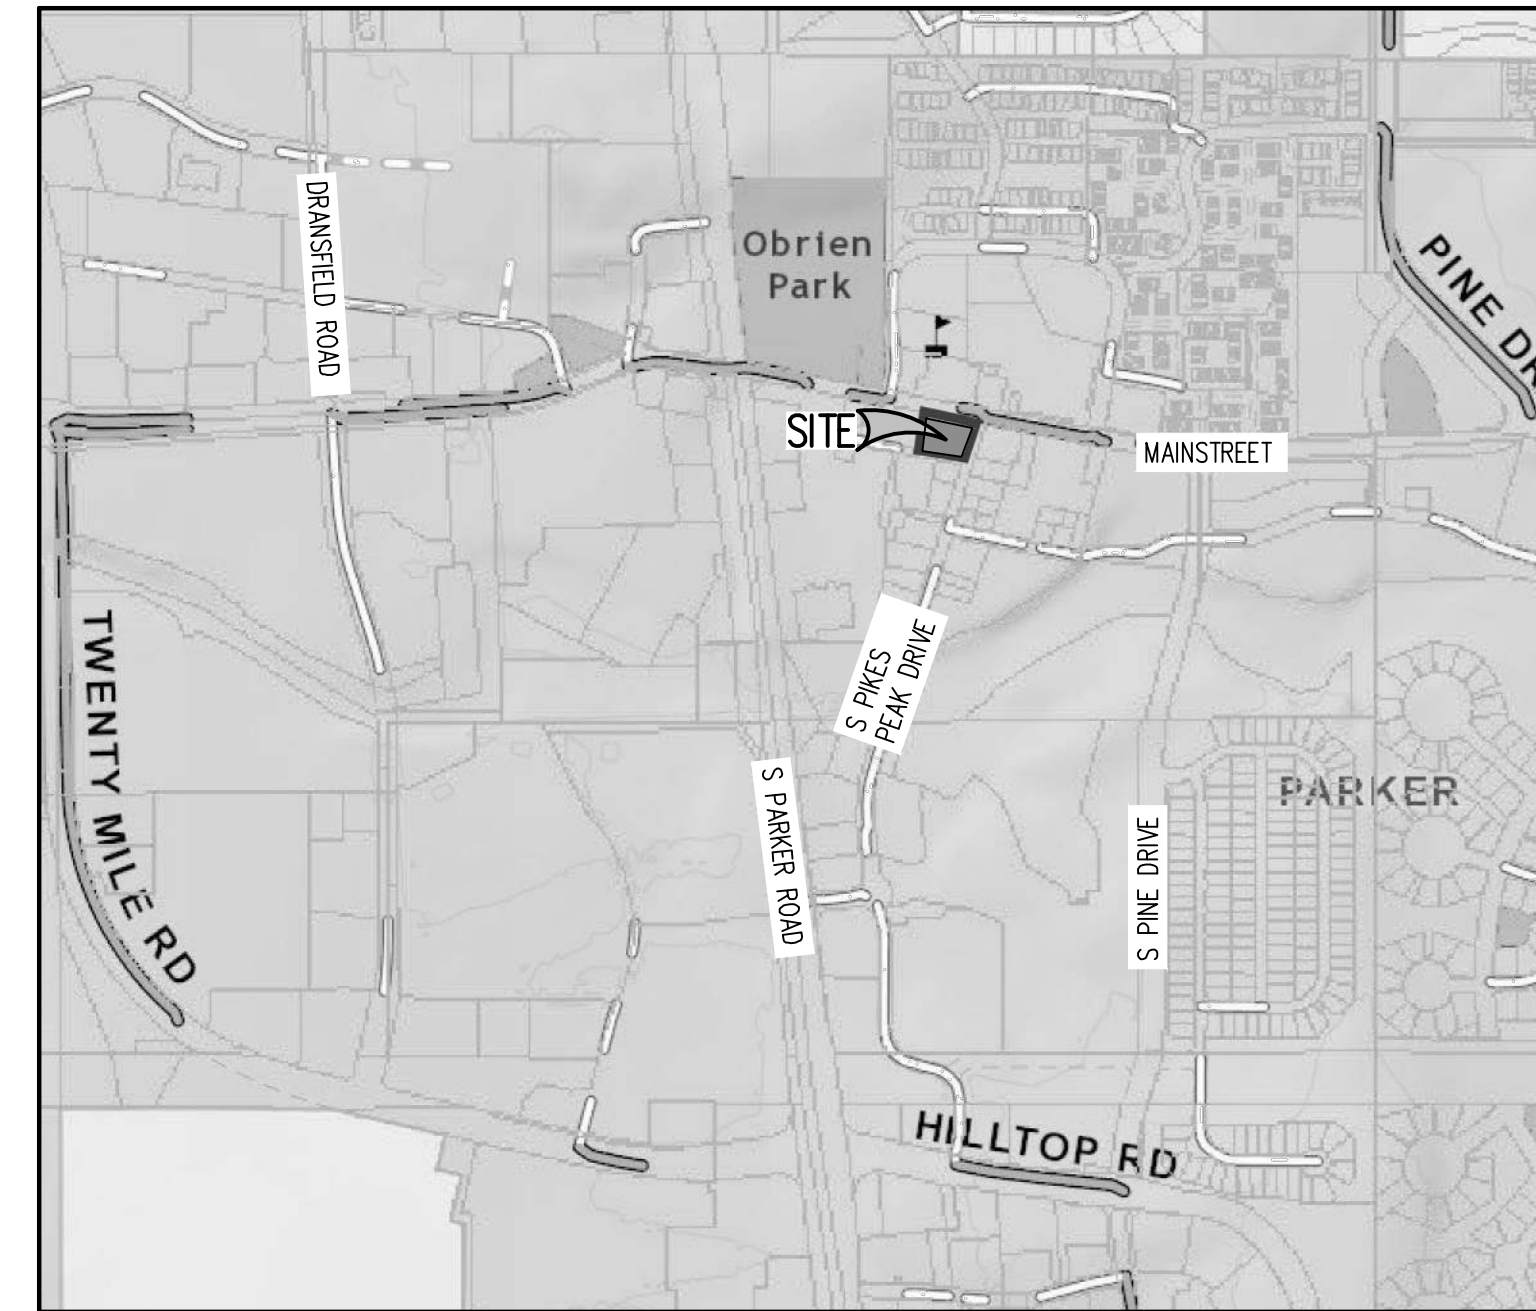 DRANSFIELD ROAD
Obrien
Park
PINE DR
SITE
MAINSTREET
TWENTY MILE RD
S PIKES
PEAK DRIVE
S PARKER ROAD
PARKER
S PINE DRIVE
HILLTOP RD